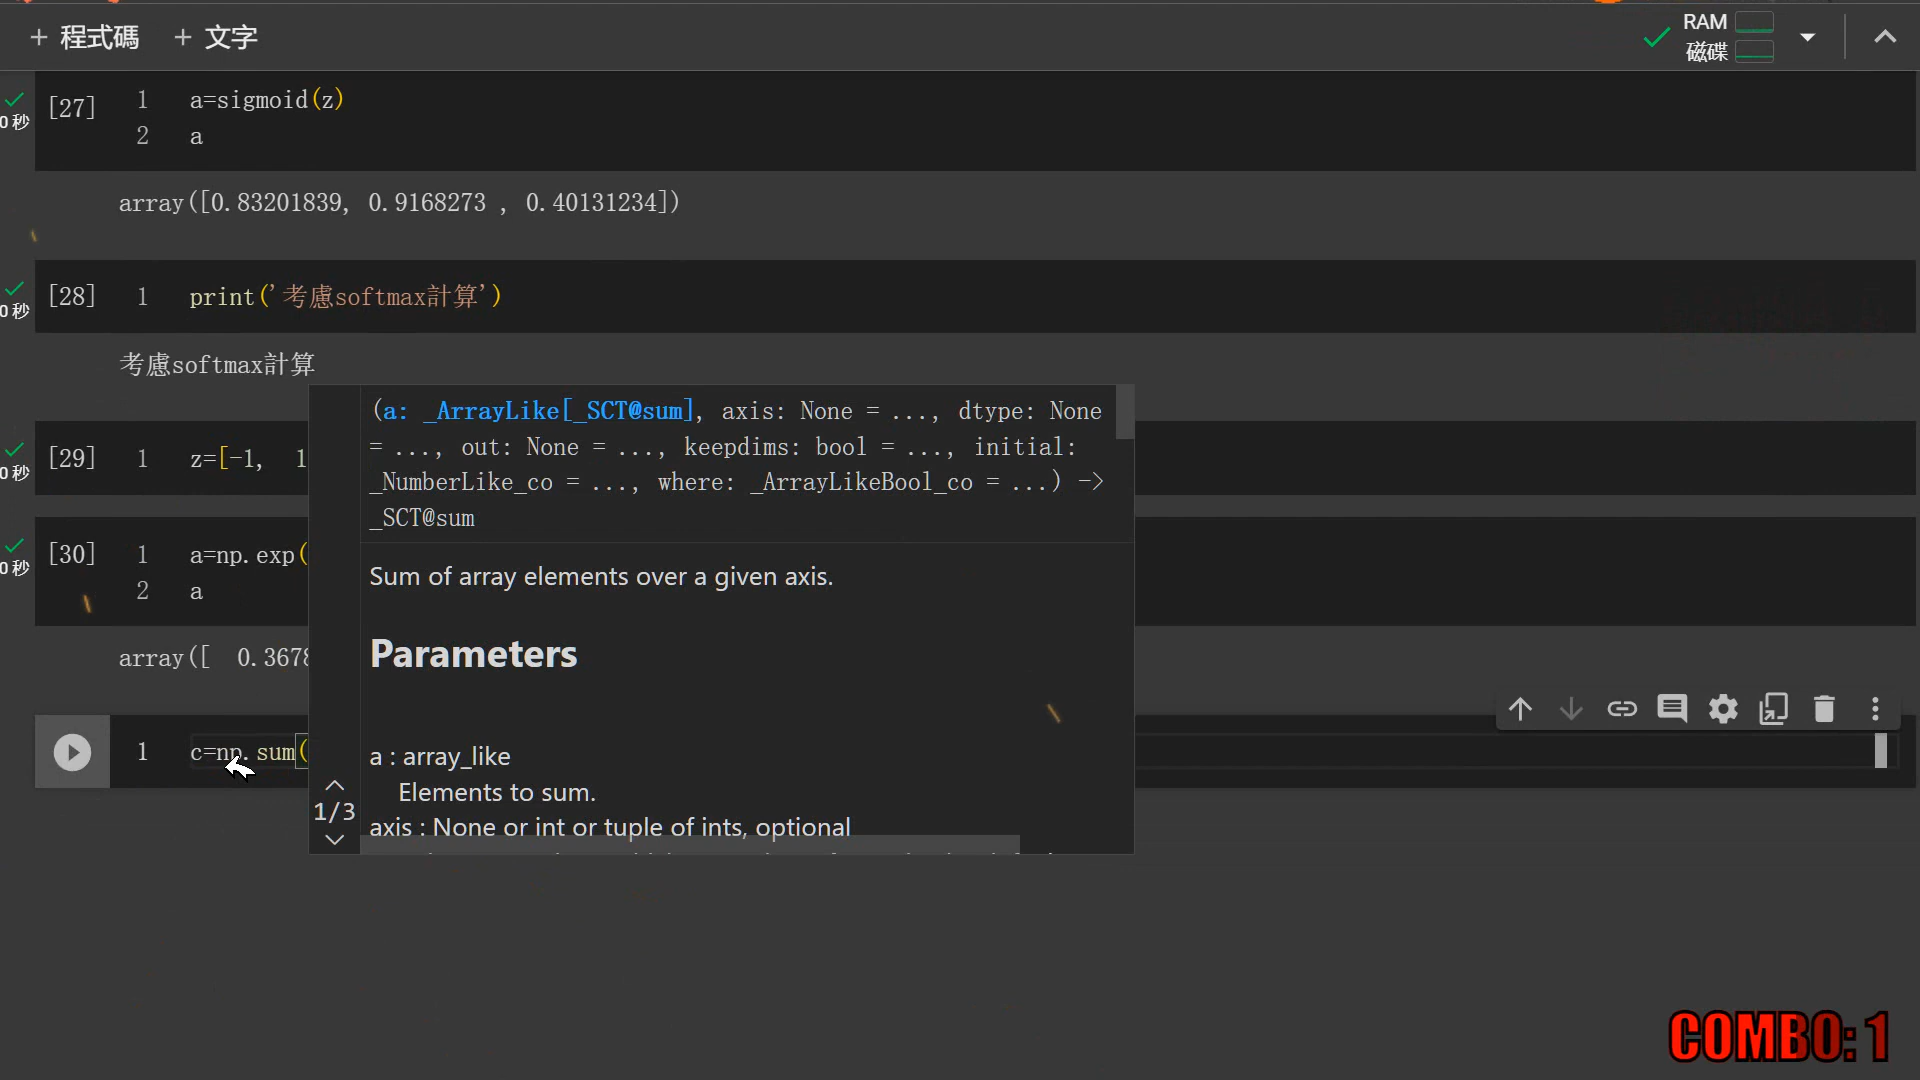 + 程式碼 + 文字
RAM
磁碟
[27] 1 a=sigmoid(z)
0 秒
2 a
array([0.83201839, 0.9168273 , 0.40131234])
[28] 1 print('考慮softmax計算')
0 秒
考慮softmax計算
(a: _ArrayLike[_SCT@sum], axis: None = ..., dtype: None
= ..., out: None = ..., keepdims: bool = ..., initial:
_NumberLike_co = ..., where: _ArrayLikeBool_co = ...) ->
_SCT@sum
[29] 1 z=[-1, 1
0 秒
[30] 1 a=np.exp(
0 秒
2 a
Sum of array elements over a given axis.
Parameters
array([ 0.3678
1 c=np.sum(
a : array_like
Elements to sum.
1/3
axis : None or int or tuple of ints, optional
COMBO: 1